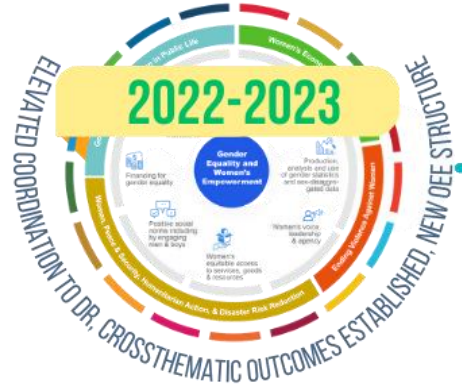 in Public Life
Women's Econo
2022-2023
Gender
Equality and
Women's
Empowerment
Financing for
gender equality
Production,
analysis and use
of gender statistics
and sex-disaggre-
gated data
Positive social
norms including
by engaging
men & boys
Women's voice,
leadership
& agency
Women's
equitable access
to services, goods
& resources
Ending Violence Against Women
Women Peace & Security, Humanitarian Action, & Disaster Risk Reduction
ELEVATED COORDINATION TO DR, CROSSTHEMATIC OUTCOMES ESTABLISHED, NEW OEE STRUCTURE